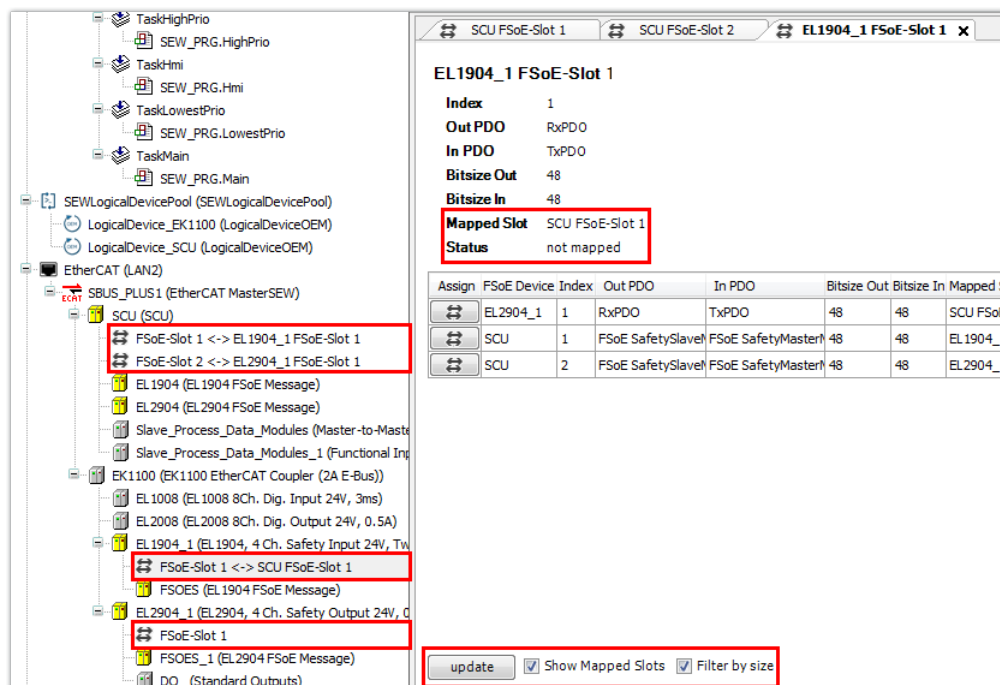 TaskHighPrio
SEW_PRG.HighPrio
TaskHmi
SEW_PRG.Hmi
TaskLowestPrio
SEW_PRG.LowestPrio
TaskMain
SEW_PRG.Main
SEWLogicalDevicePool (SEWLogicalDevicePool)
LogicalDevice_EK1100 (LogicalDeviceOEM)
LogicalDevice_SCU (LogicalDeviceOEM)
EtherCAT (LAN2)
ECAT SBUS_PLUS1 (EtherCAT MasterSEW)
SCU (SCU)
FSoE-Slot 1 <-> EL1904_1 FSoE-Slot 1
FSoE-Slot 2 <-> EL2904_1 FSoE-Slot 1
EL1904 (EL1904 FSoE Message)
EL2904 (EL2904 FSoE Message)
Slave_Process_Data_Modules (Master-to-Maste
Slave_Process_Data_Modules_1 (Functional Inp
EK1100 (EK1100 EtherCAT Coupler (2A E-Bus))
EL1008 (EL1008 8Ch. Dig. Input 24V, 3ms)
EL2008 (EL2008 8Ch. Dig. Output 24V, 0.5A)
EL1904_1 (EL1904, 4 Ch. Safety Input 24V, Tw
FSoE-Slot 1 <-> SCU FSoE-Slot 1
FSOES (EL1904 FSoE Message)
EL2904_1 (EL2904, 4 Ch. Safety Output 24V, 0
FSoE-Slot 1
FSOES_1 (EL2904 FSoE Message)
DO (Standard Outputs)
SCU FSoE-Slot 1 SCU FSoE-Slot 2 EL1904_1 FSoE-Slot 1 x
EL1904_1 FSoE-Slot 1
Index 1
Out PDO RxPDO
In PDO TxPDO
Bitsize Out 48
Bitsize In 48
Mapped Slot SCU FSoE-Slot 1
Status not mapped
Assign FSoE Device Index Out PDO In PDO Bitsize Out Bitsize In Mapped
EL2904_1 1 RxPDO TxPDO 48 48 SCU FSo
SCU 1 FSoE SafetySlaveM FSoE SafetyMasterM 48 48 EL1904_
SCU 2 FSoE SafetySlaveM FSoE SafetyMasterM 48 48 EL2904_
update Show Mapped Slots Filter by size